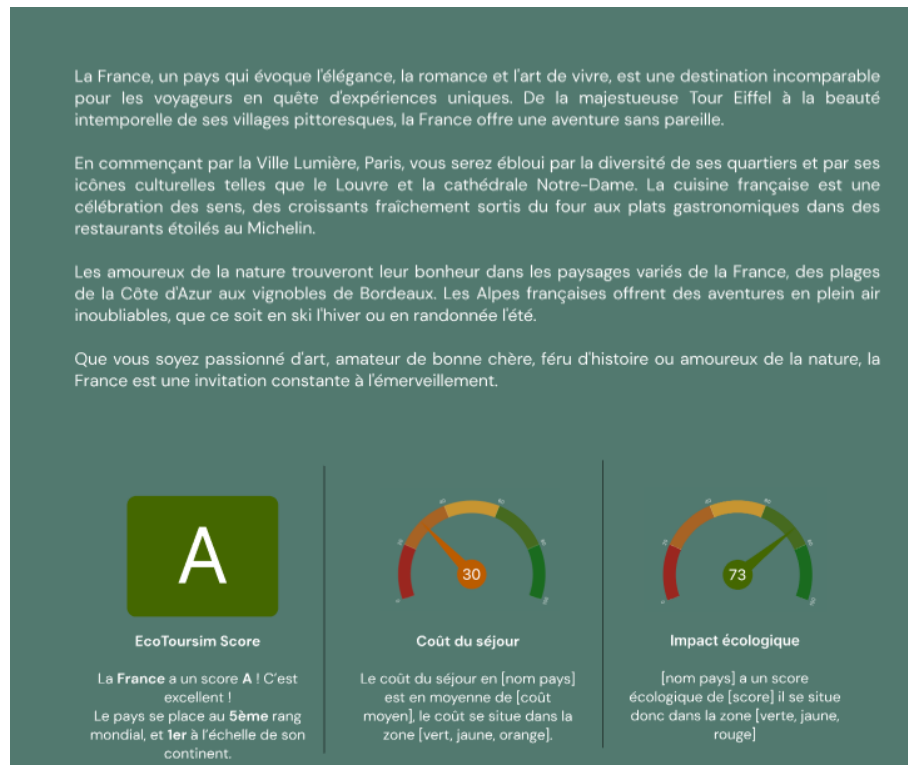 La France, un pays qui évoque l'élégance, la romance et l'art de vivre, est une destination incomparable
pour les voyageurs en quête d'expériences uniques. De la majestueuse Tour Eiffel à la beauté
intemporelle de ses villages pittoresques, la France offre une aventure sans pareille.
En commençant par la Ville Lumière, Paris, vous serez ébloui par la diversité de ses quartiers et par ses
icônes culturelles telles que le Louvre et la cathédrale Notre-Dame. La cuisine française est une
célébration des sens, des croissants fraîchement sortis du four aux plats gastronomiques dans des
restaurants étoilés au Michelin.
Les amoureux de la nature trouveront leur bonheur dans les paysages variés de la France, des plages
de la Côte d'Azur aux vignobles de Bordeaux. Les Alpes françaises offrent des aventures en plein air
inoubliables, que ce soit en ski l'hiver ou en randonnée l'été.
Que vous soyez passionné d'art, amateur de bonne chère, féru d'histoire ou amoureux de la nature, la
France est une invitation constante à l'émerveillement.
A
EcoToursim Score
La France a un score A ! C'est
excellent !
Le pays se place au 5ème rang
mondial, et 1er à l'échelle de son
continent.
30
Coût du séjour
Le coût du séjour en [nom pays]
est en moyenne de [coût
moyen], le coût se situe dans la
zone [vert, jaune, orange].
73
Impact écologique
[nom pays] a un score
écologique de [score] il se situe
donc dans la zone [verte, jaune,
rouge]